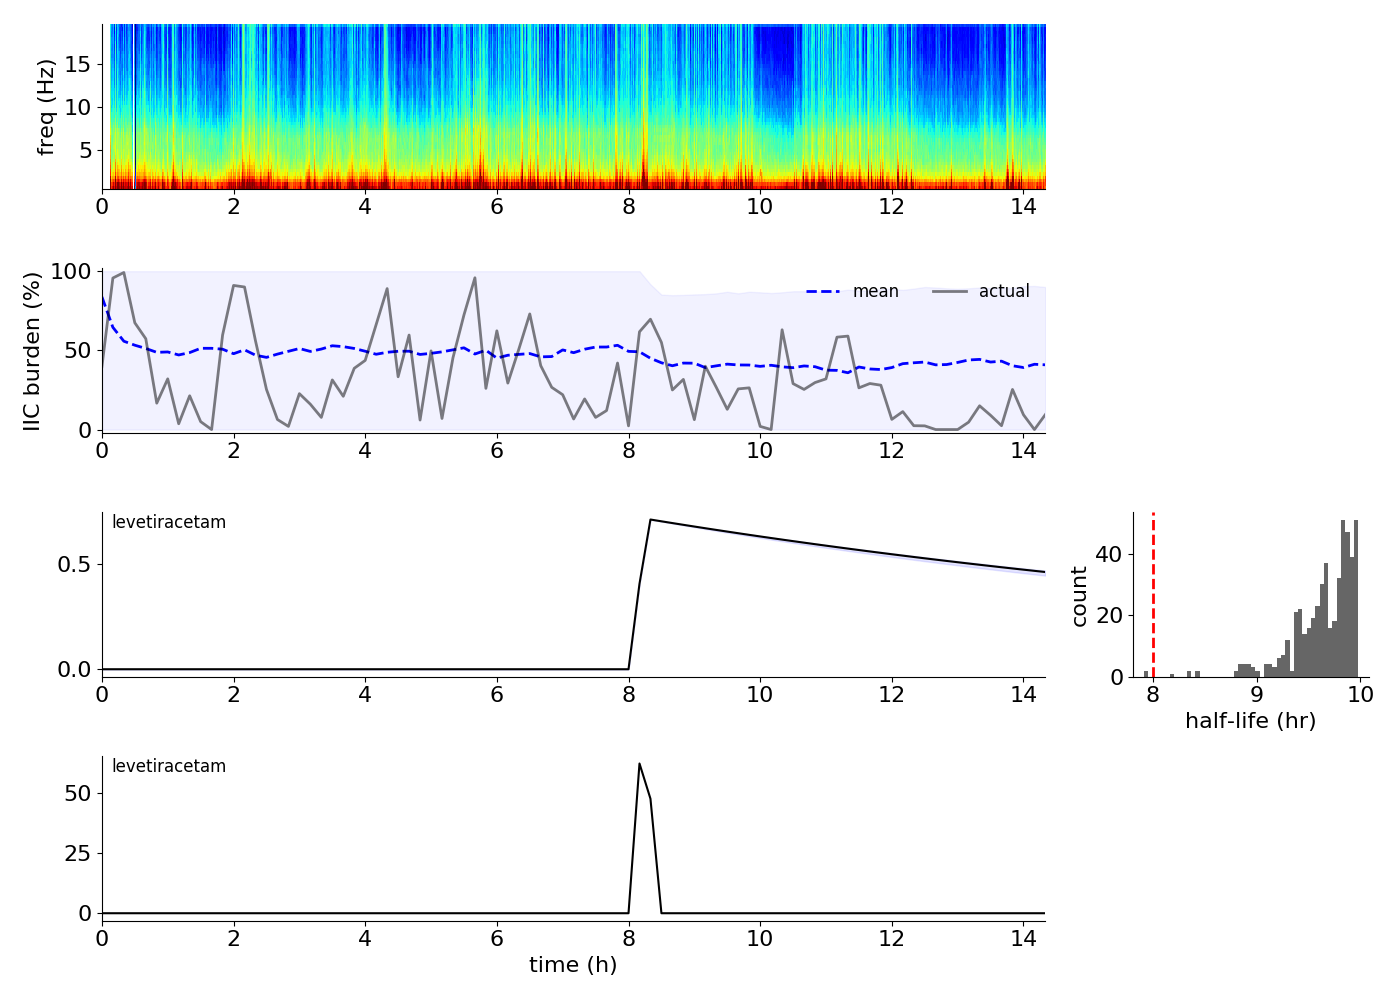 freq (Hz)
15
10
5
0 2 4 6 8 10 12 14
IIC burden (%)
100
50
0
mean actual
0 2 4 6 8 10 12 14
levetiracetam
0.5
0.0
0 2 4 6 8 10 12 14
count
40
20
0
8 9 10
half-life (hr)
levetiracetam
50
25
0
0 2 4 6 8 10 12 14
time (h)